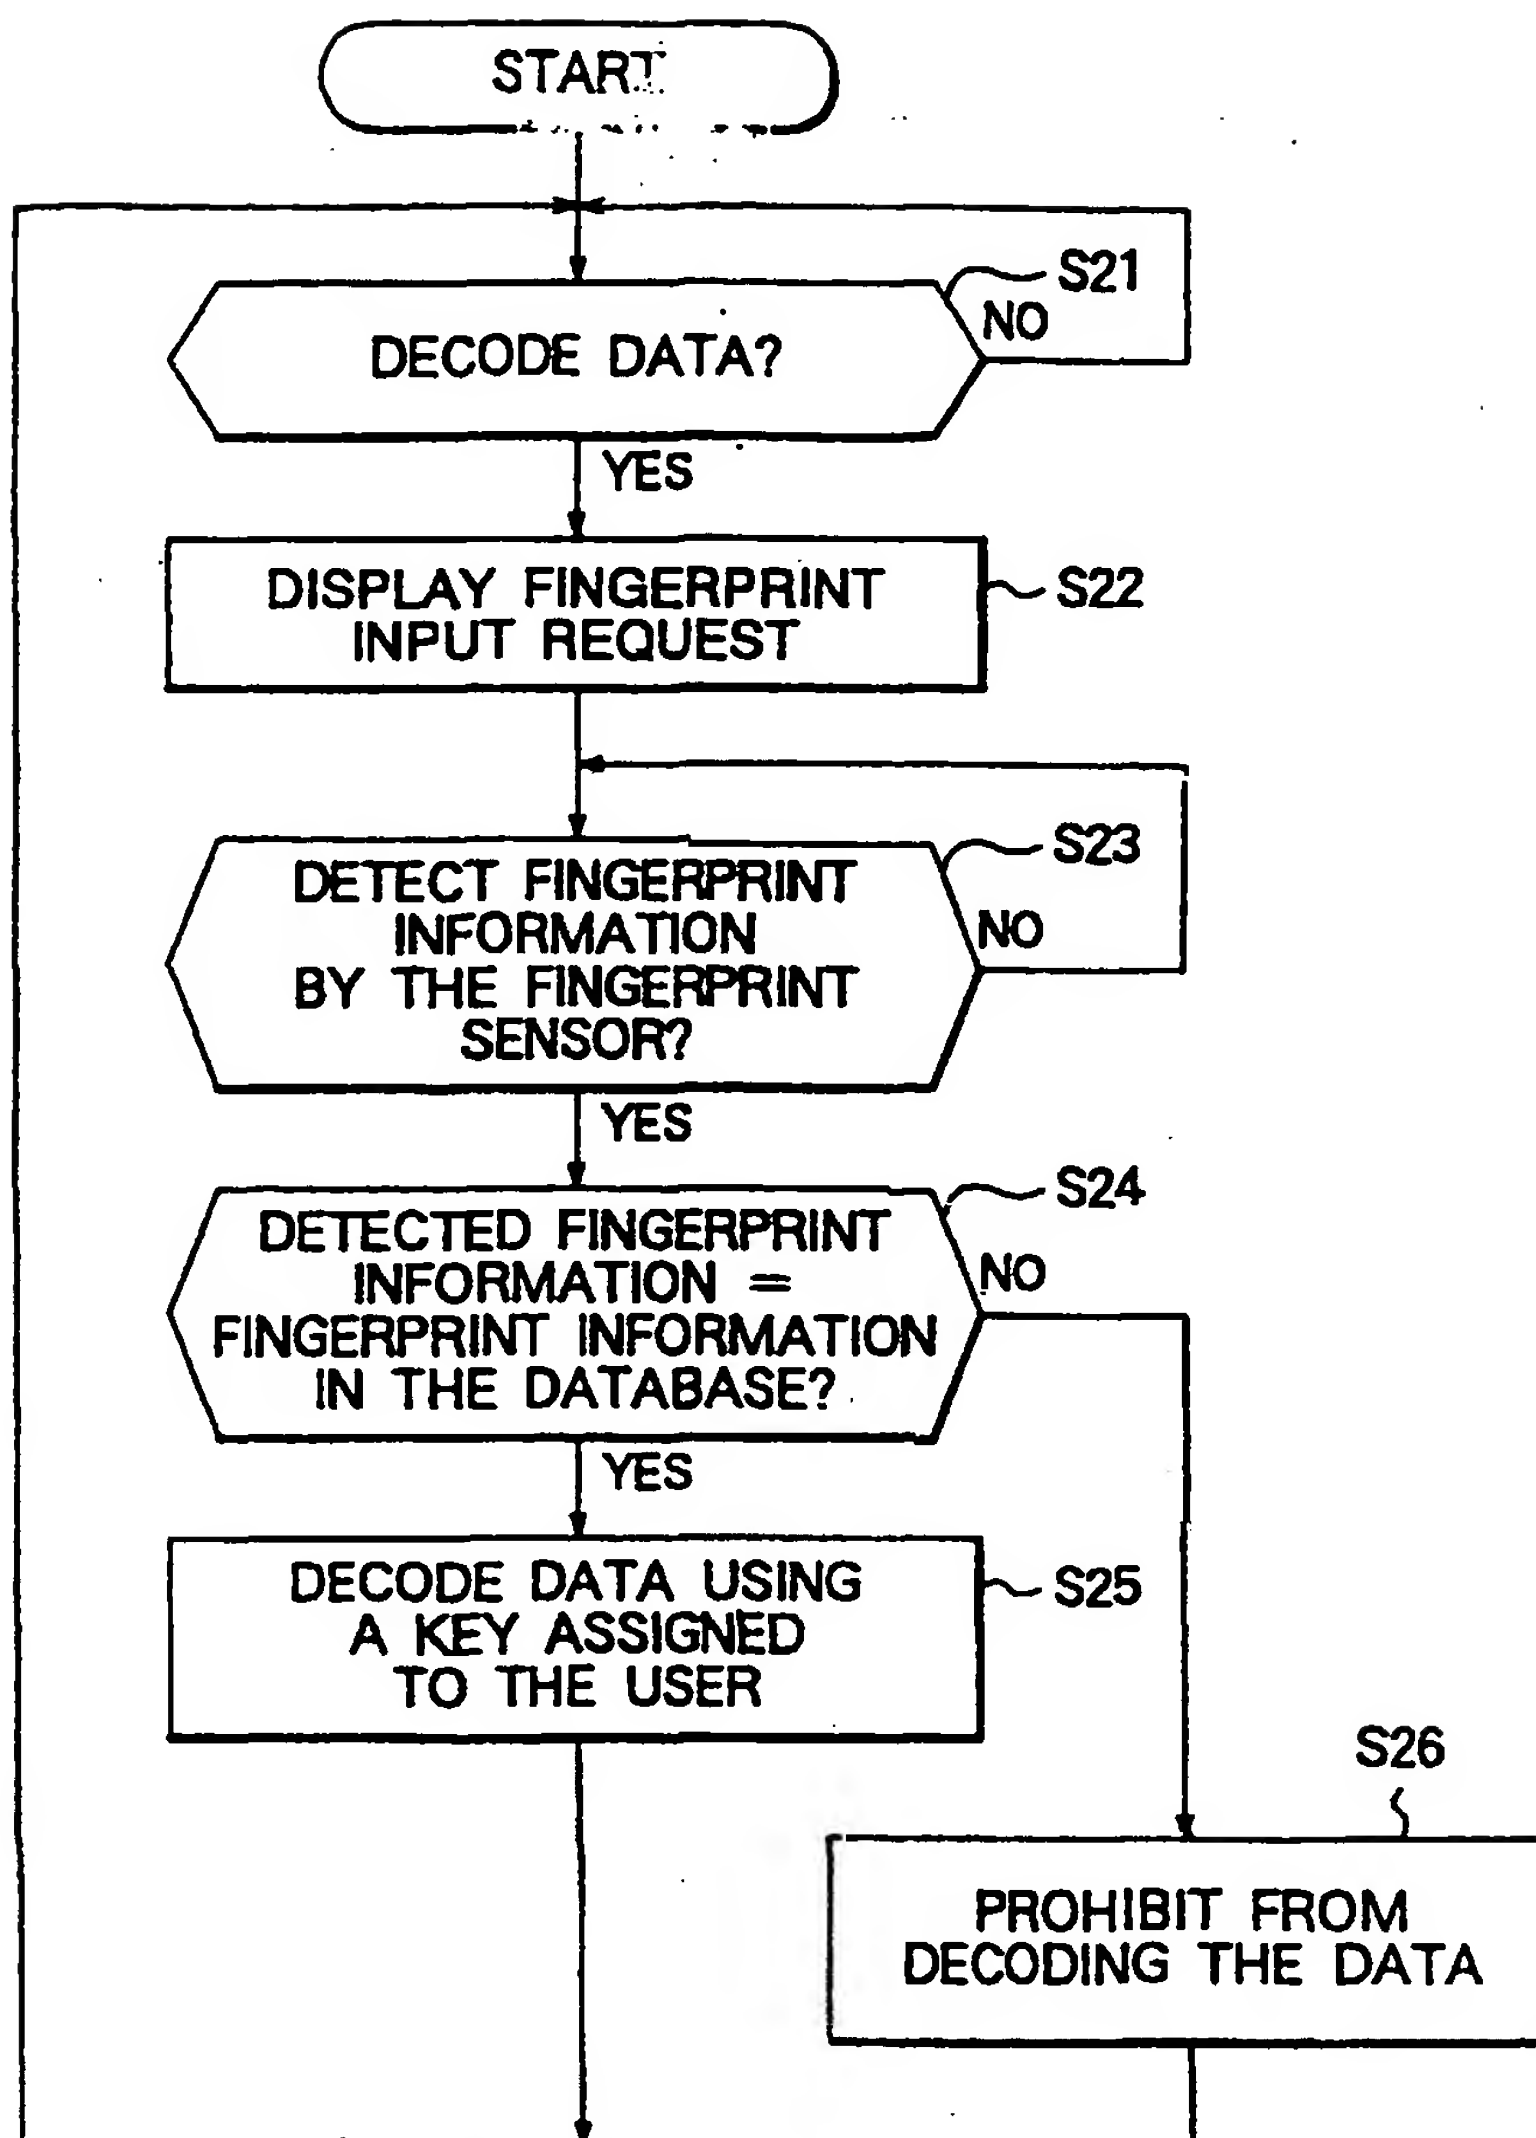 START
S21
NO
DECODE DATA?
YES
DISPLAY FINGERPRINT
INPUT REQUEST
S22
S23
DETECT FINGERPRINT
INFORMATION
NO
BY THE FINGERPRINT
SENSOR?
YES
S24
DETECTED FINGERPRINT
INFORMATION =
NO
FINGERPRINT INFORMATION
IN THE DATABASE?
YES
DECODE DATA USING
A KEY ASSIGNED
TO THE USER
S25
S26
PROHIBIT FROM
DECODING THE DATA